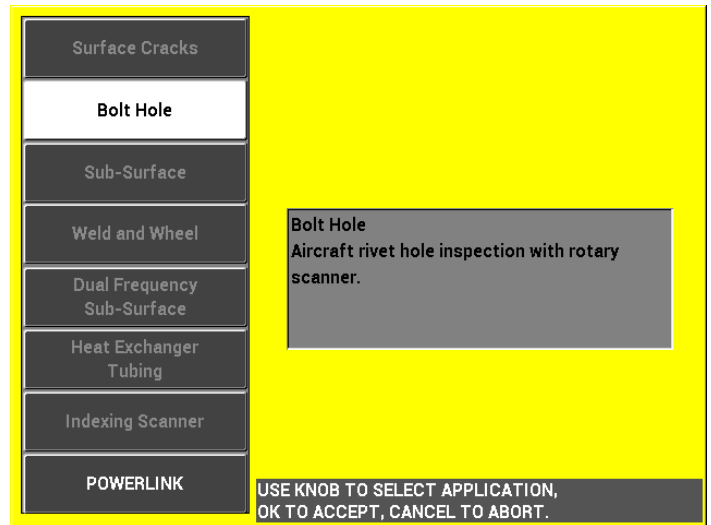 Surface Cracks
Bolt Hole
Sub-Surface
Weld and Wheel
Dual Frequency
Sub-Surface
Heat Exchanger
Tubing
Indexing Scanner
POWERLINK
Bolt Hole
Aircraft rivet hole inspection with rotary
scanner.
USE KNOB TO SELECT APPLICATION,
OK TO ACCEPT, CANCEL TO ABORT.